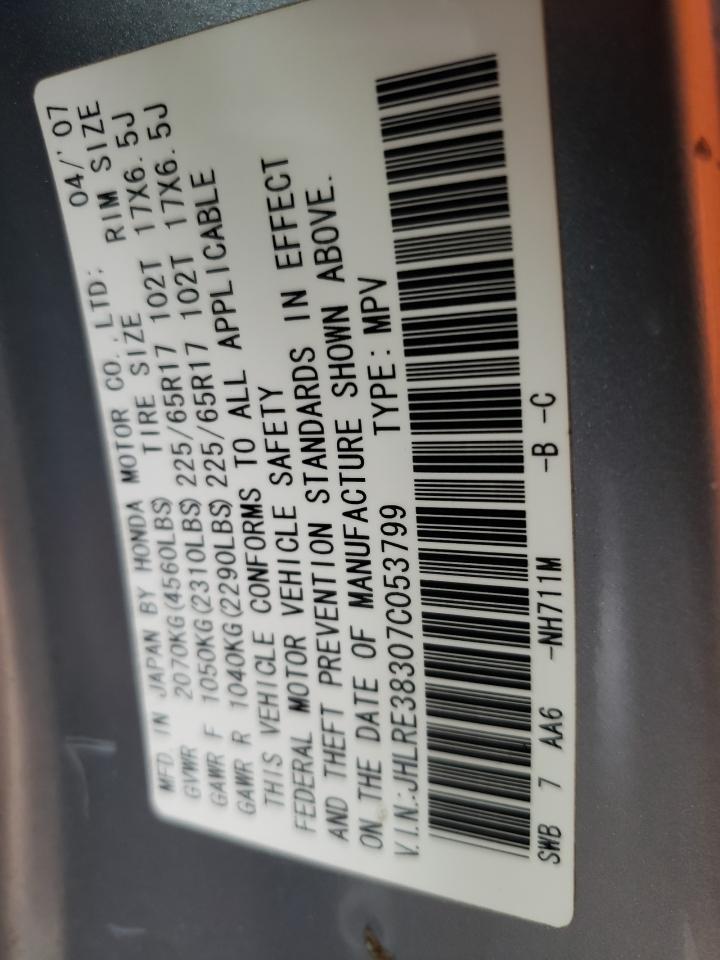 MFD. IN JAPAN BY HONDA MOTOR CO., LTD: 04/'07
GVWR 2070KG(4560LBS) TIRE SIZE RIM SIZE
GAWR F 1050KG(2310LBS) 225/65R17 102T 17X6.5J
GAWR R 1040KG(2290LBS) 225/65R17 102T 17X6.5J
THIS VEHICLE CONFORMS TO ALL APPLICABLE
FEDERAL MOTOR VEHICLE SAFETY
AND THEFT PREVENTION STANDARDS IN EFFECT
ON THE DATE OF MANUFACTURE SHOWN ABOVE.
V.I.N.:JHLRE38307C053799 TYPE: MPV
SWB 7 AA6 -NH711M -B -C